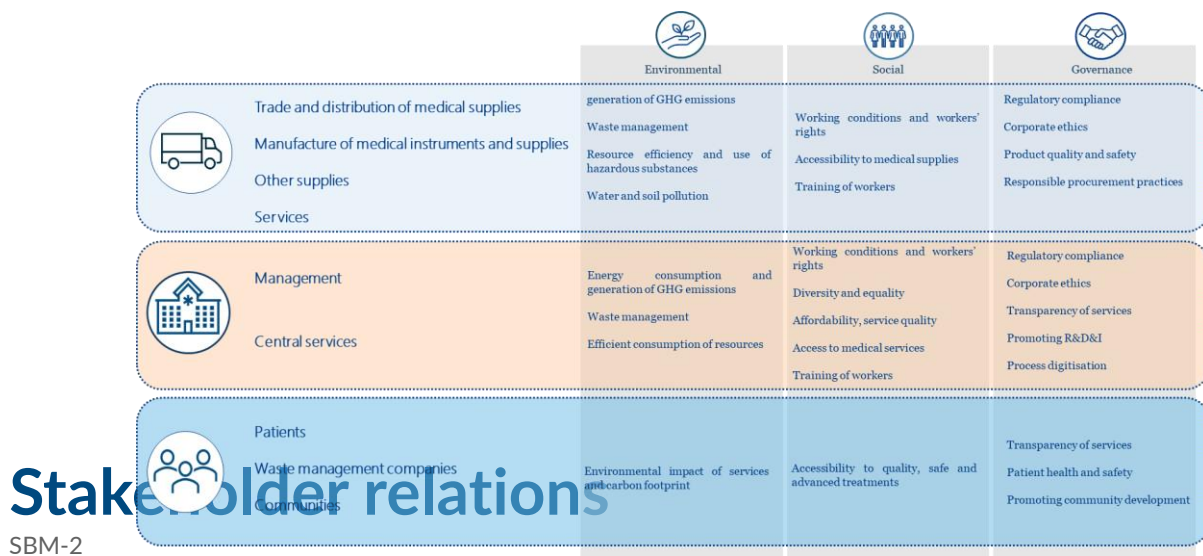 Environmental
Social
Governance
Trade and distribution of medical supplies
Manufacture of medical instruments and supplies
Other supplies
Services
generation of GHG emissions
Waste management
Resource efficiency and use of
hazardous substances
Water and soil pollution
Working conditions and workers'
rights
Accessibility to medical supplies
Training of workers
Regulatory compliance
Corporate ethics
Product quality and safety
Responsible procurement practices
Management
Central services
Energy consumption and
generation of GHG emissions
Waste management
Efficient consumption of resources
Working conditions and workers'
rights
Diversity and equality
Affordability, service quality
Access to medical services
Training of workers
Regulatory compliance
Corporate ethics
Transparency of services
Promoting R&D&I
Process digitisation
Patients
Waste management companies
Communities
Environmental impact of services
and carbon footprint
Accessibility to quality, safe and
advanced treatments
Transparency of services
Patient health and safety
Promoting community development
Stakeholder relations
SBM-2